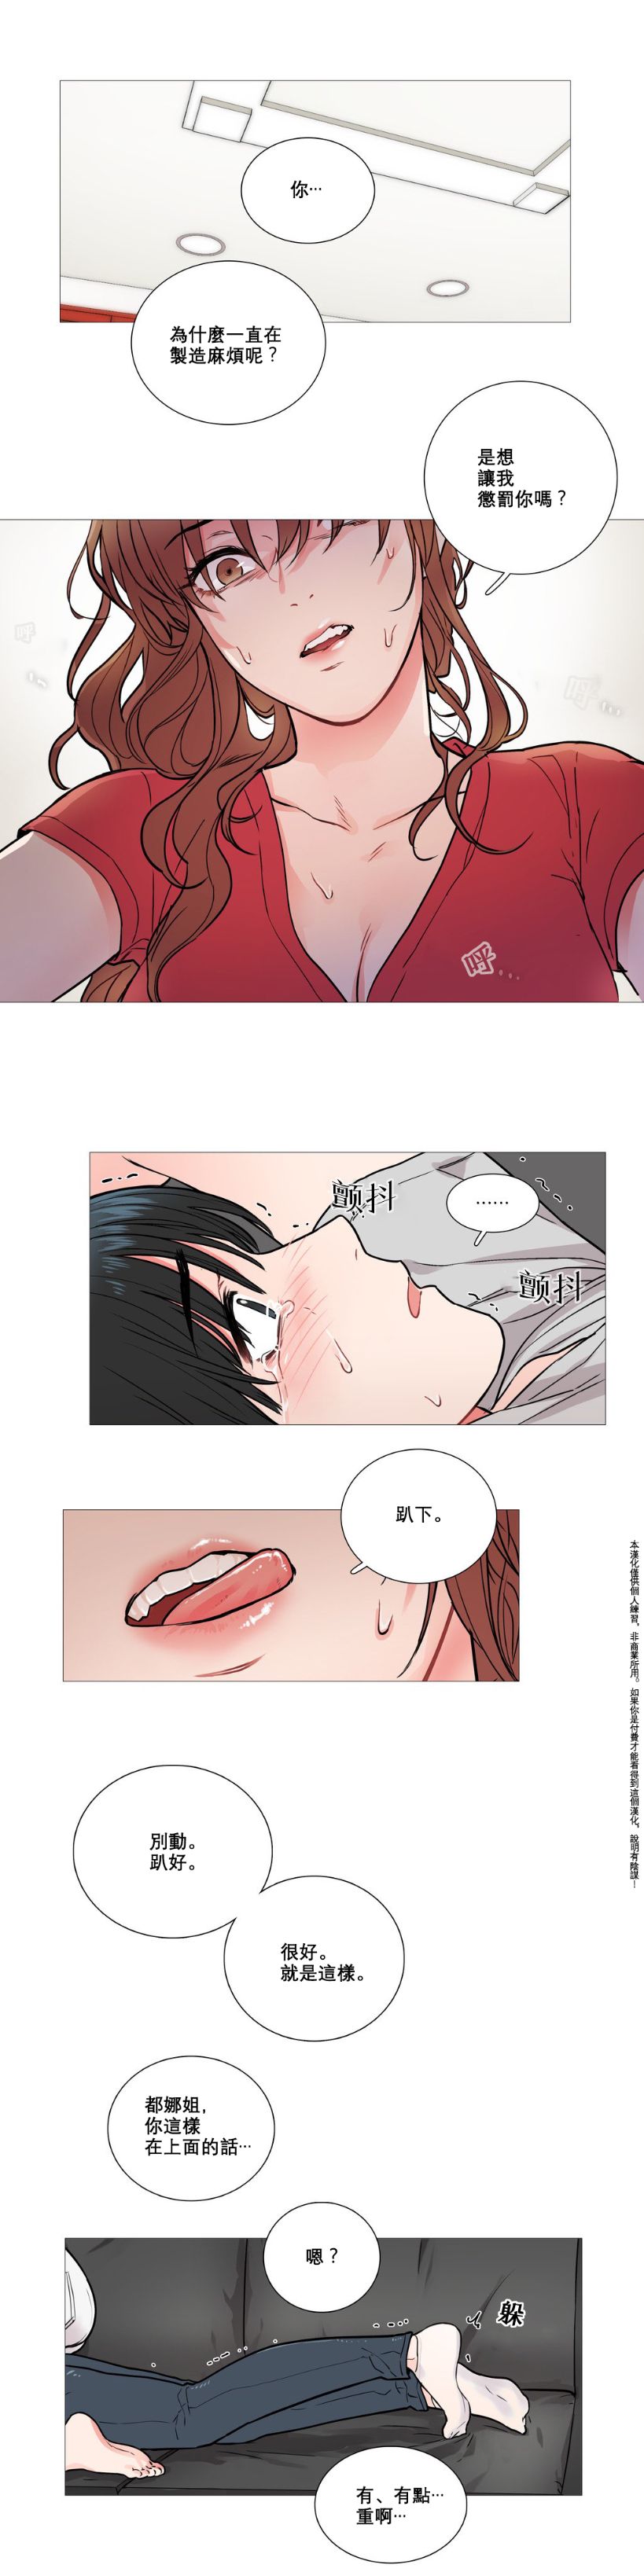 你…
為什麼一直在
製造麻煩呢？
是想
讓我
懲罰你嗎？
呼
呼
呼…
顫抖
……
顫抖
趴下。
本漢化僅供個人練習，非商業所用。如果你是付費才能看得到這個漢化，說明有陰謀！
別動。
趴好。
很好。
就是這樣。
都娜姐，
你這樣
在上面的話…
嗯？
躲
有、有點…
重啊…